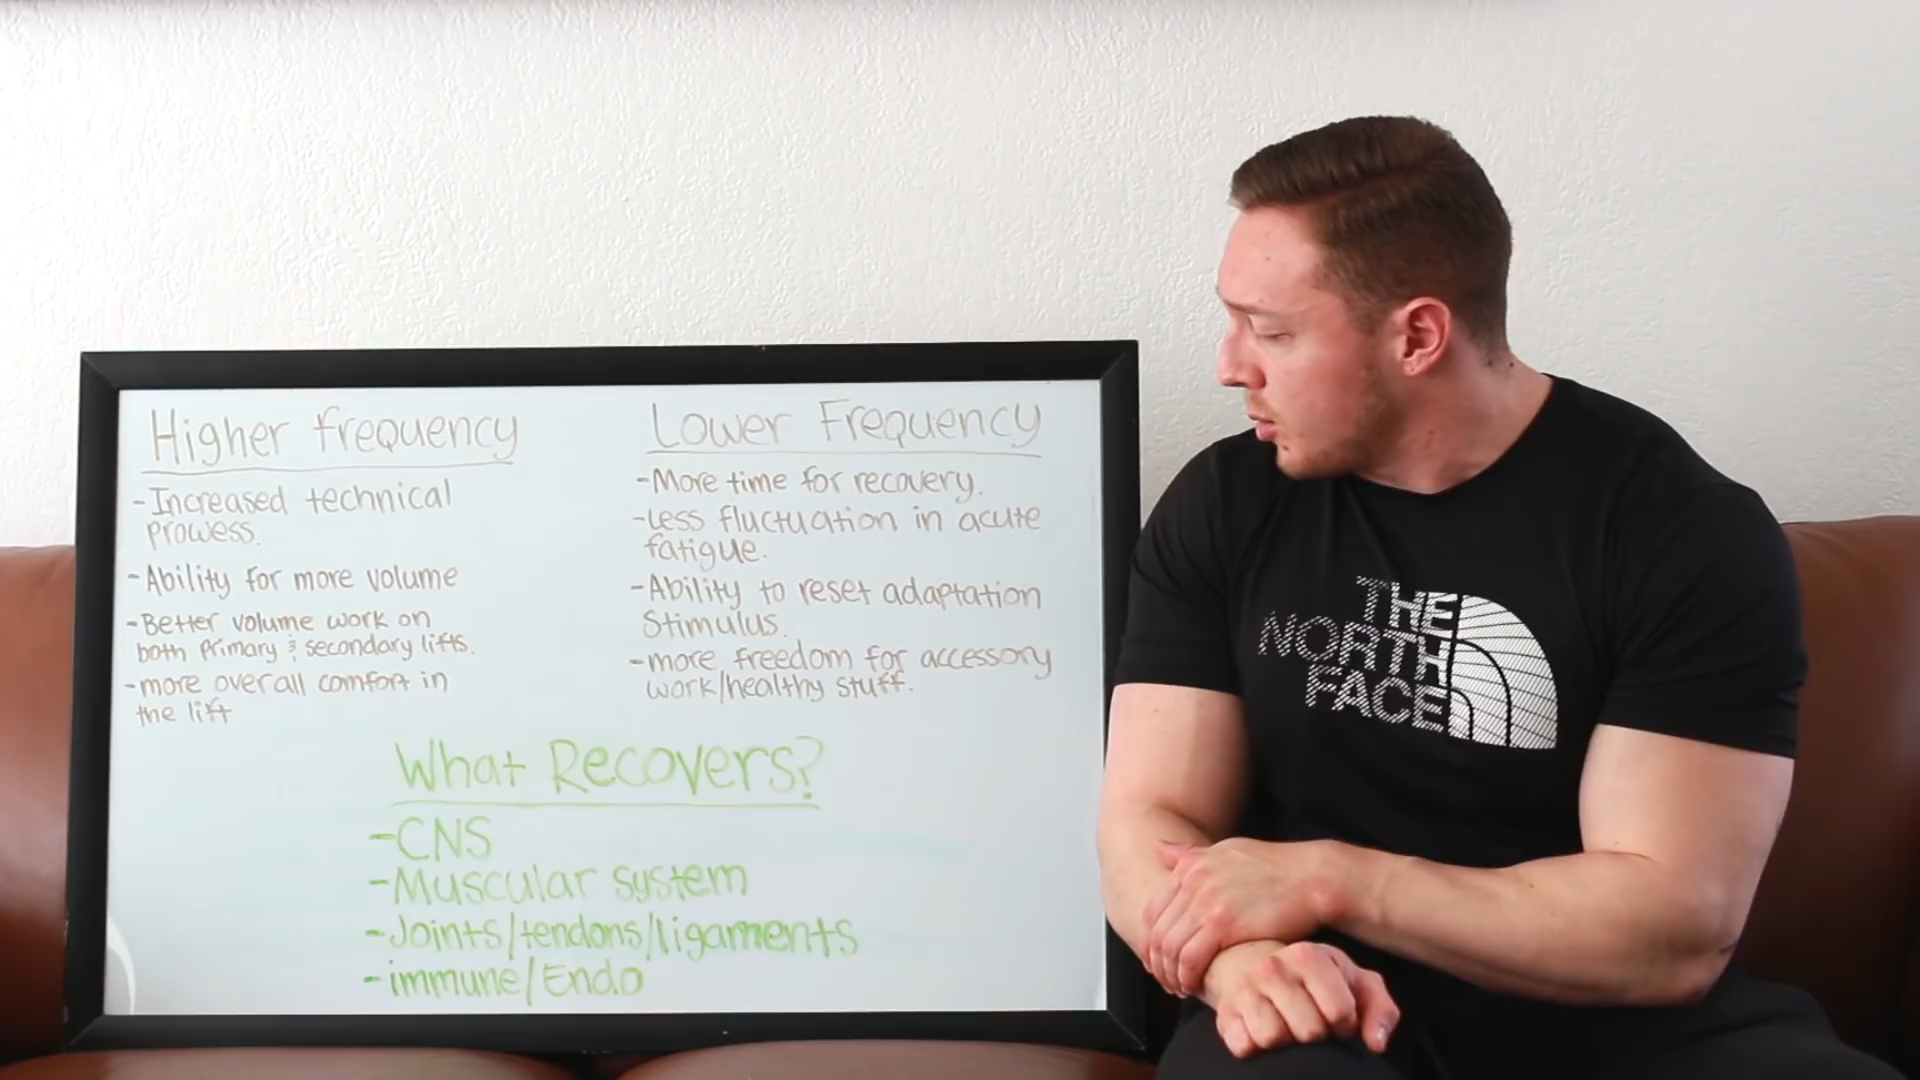 Higher frequency
-Increased technical
prowess.
-Ability for more volume
-Better volume work on
both Primary & secondary lifts.
-more overall comfort in
the lift
Lower Frequency
-More time for recovery.
-Less fluctuation in acute
fatigue.
-Ability to reset adaptation
Stimulus.
-more freedom for accessory
work/healthy stuff.
What Recovers?
-CNS
-Muscular system
-Joints/tendons/ligaments
-immune/Endo
THE
NORTH
FACE